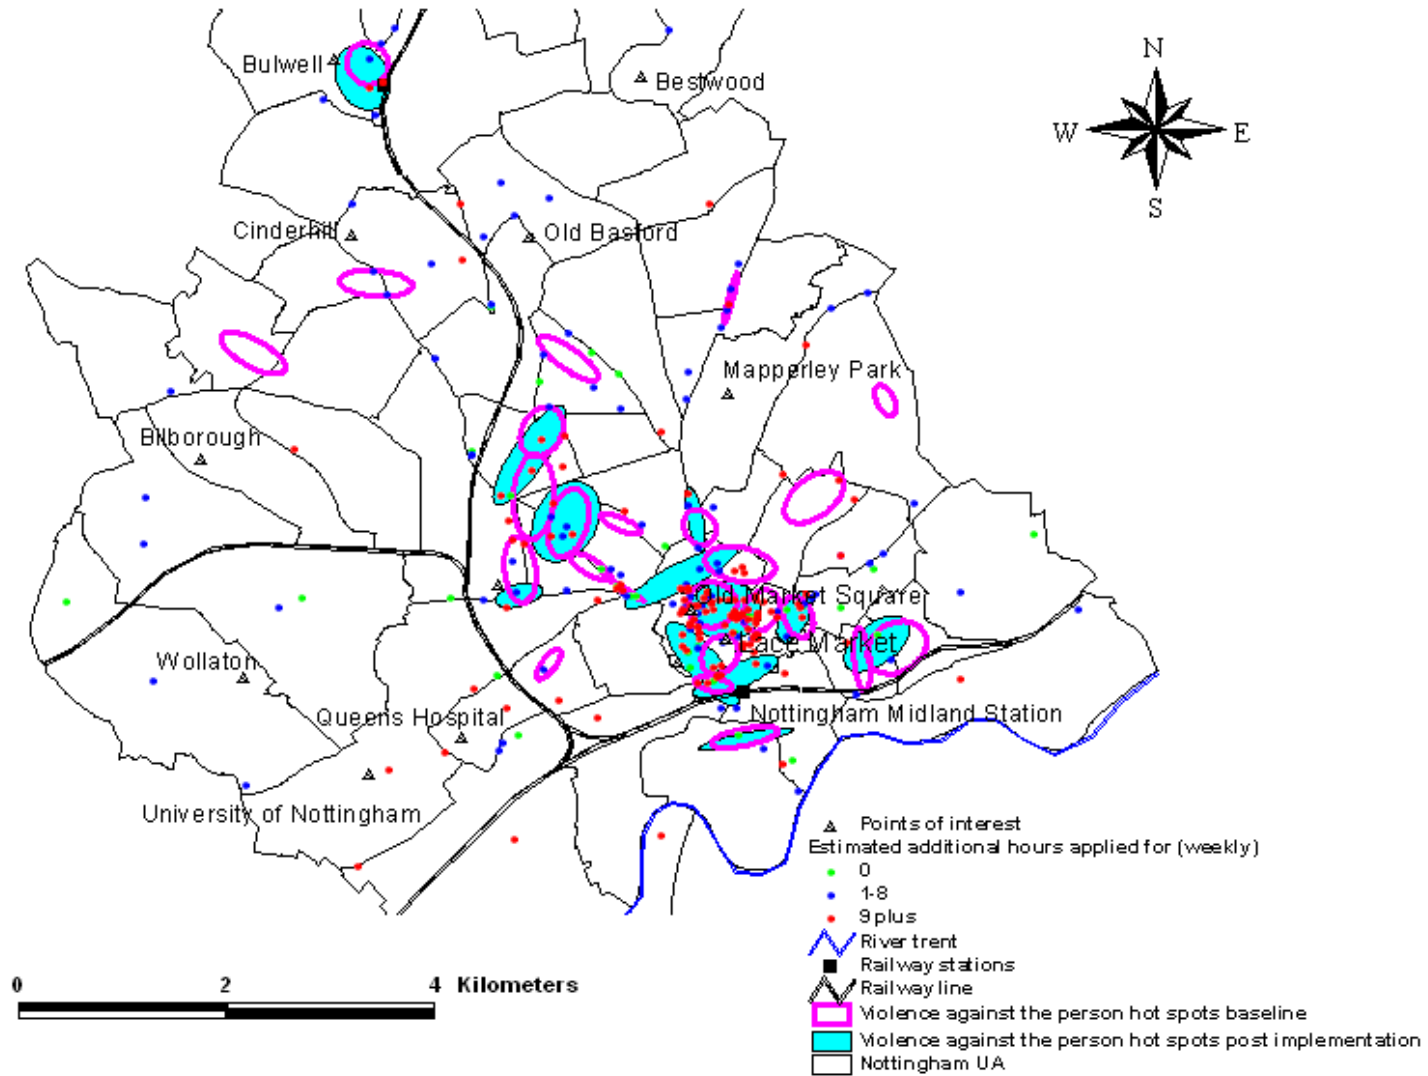 N
Bulwell
Bestwood
W
E
S
Cinderhill
Old Basford
Mapperley Park
Bilborough
Old Market Square
Lace Market
Wollaton
Queens Hospital
Nottingham Midland Station
University of Nottingham
Points of interest
Estimated additional hours applied for (weekly)
0
1-8
9 plus
River trent
Railway stations
Railway line
Violence against the person hot spots baseline
Violence against the person hot spots post implementation
Nottingham UA
0 2 4 Kilometers